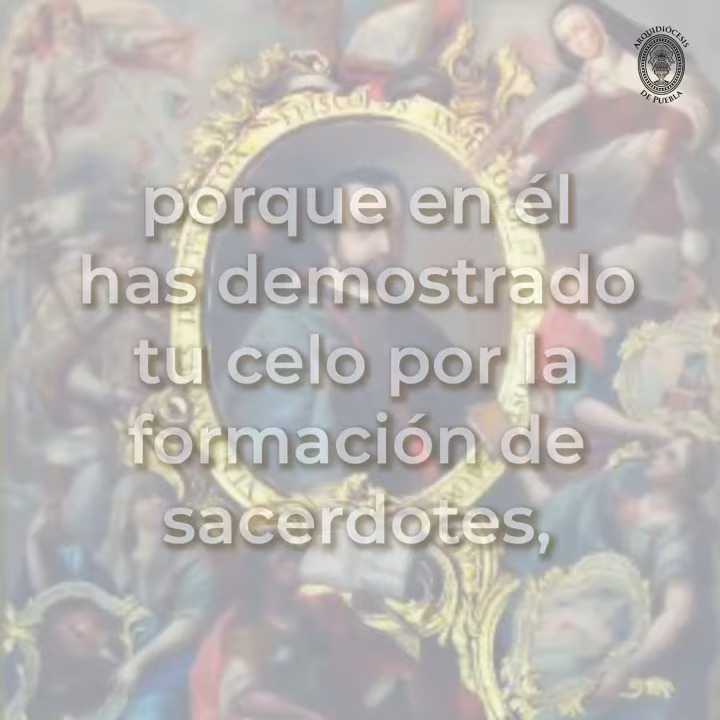 ARQUIDIÓCESIS
DE PUEBLA
porque en él
has demostrado
tu celo por la
formación de
sacerdotes,